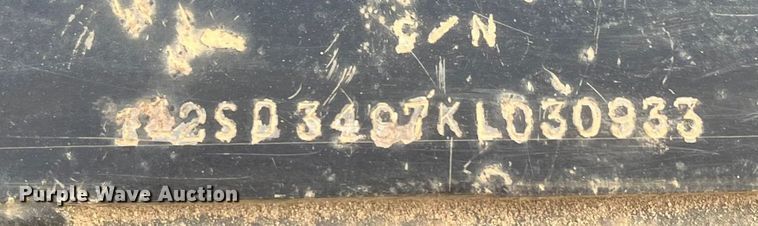 C/N
112SD3497KL030933
Purple Wave Auction